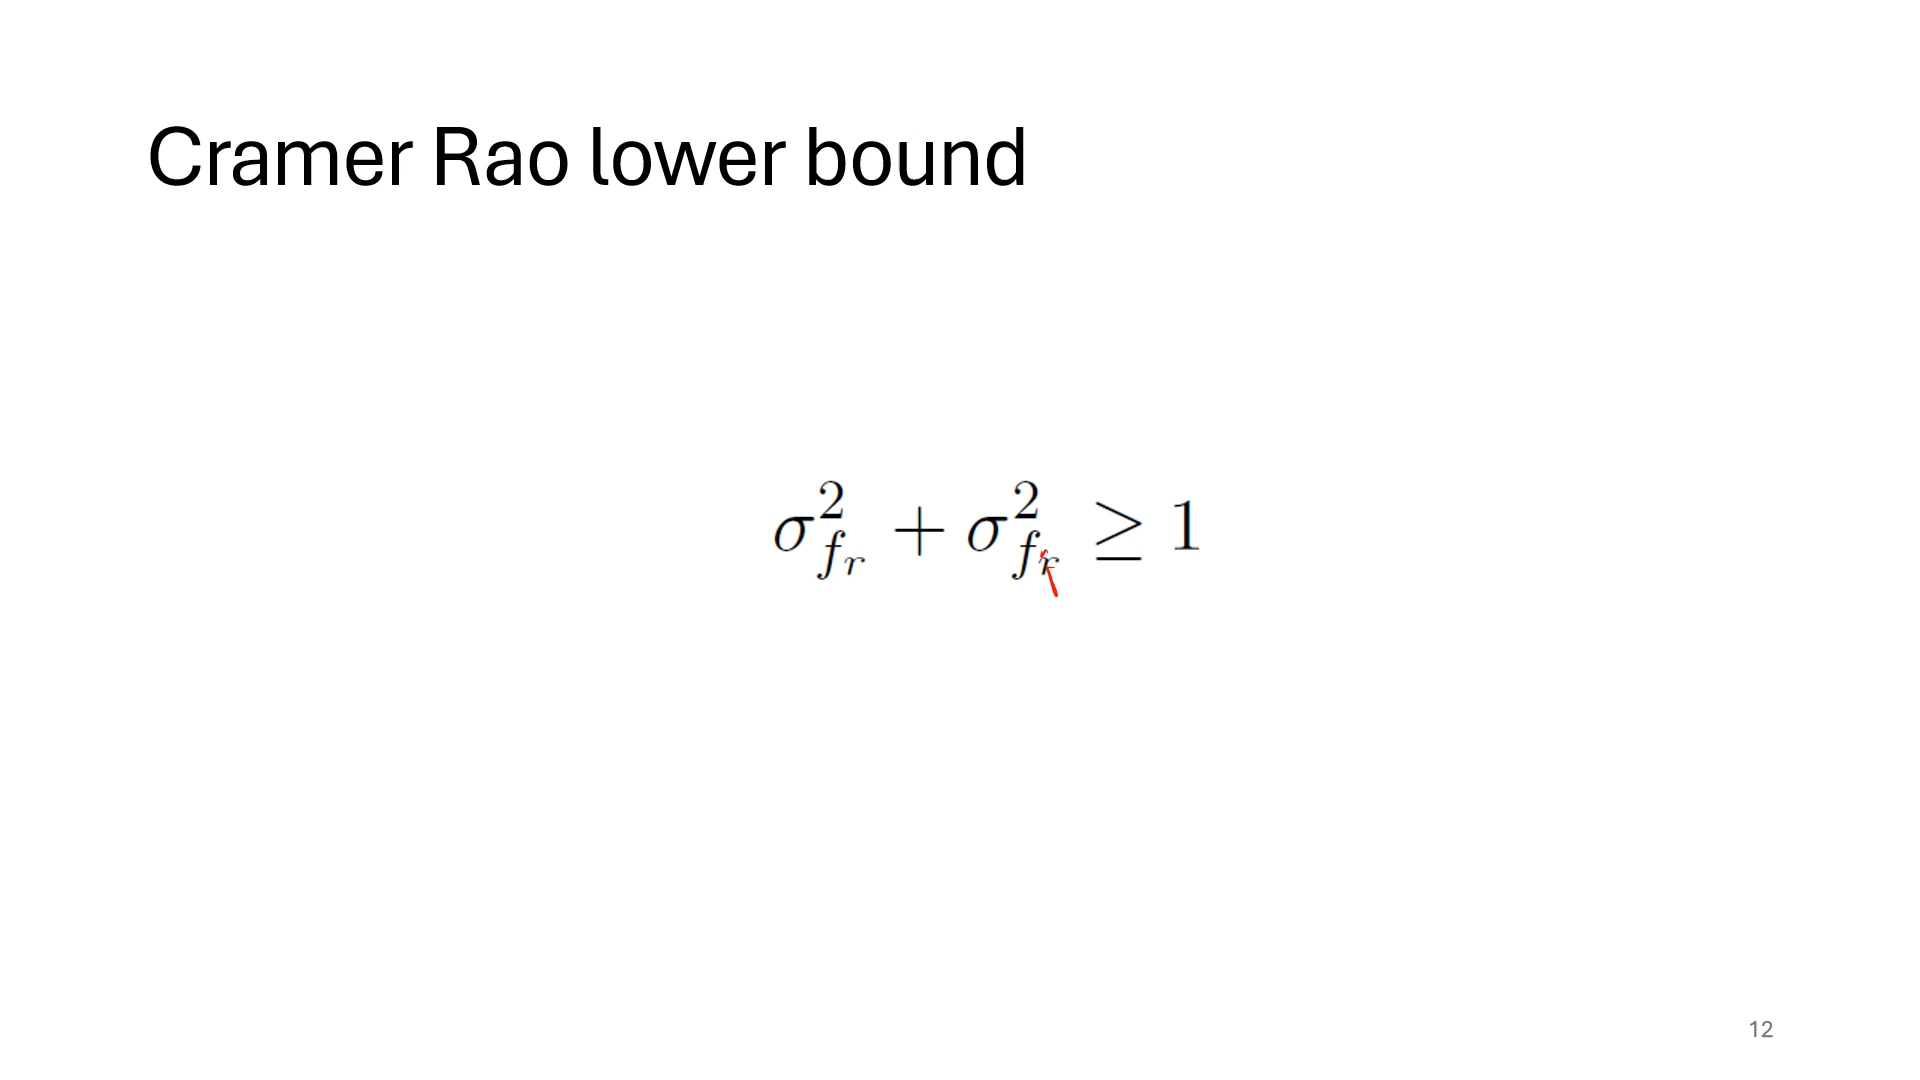 Cramer Rao lower bound
σ²_{f_r} + σ²_{f_r} ≥ 1
12